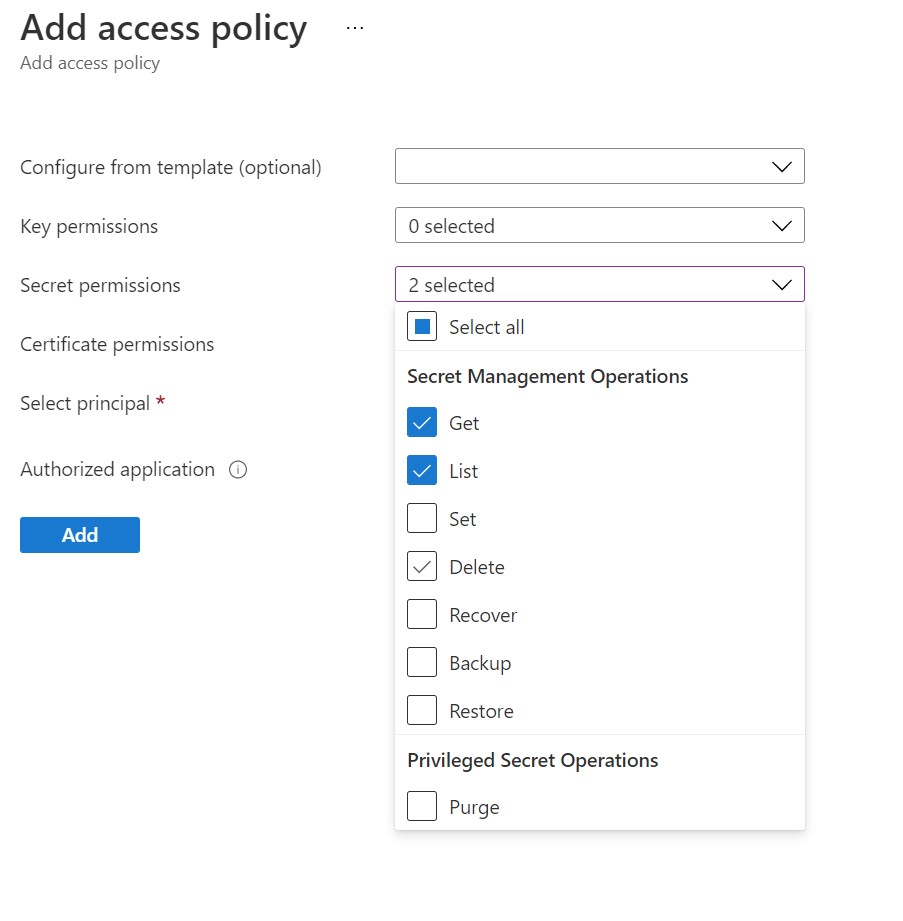 Add access policy ...
Add access policy
Configure from template (optional)
Key permissions
0 selected
Secret permissions
2 selected
Select all
Certificate permissions
Secret Management Operations
Select principal *
Get
Authorized application
List
Set
Add
Delete
Recover
Backup
Restore
Privileged Secret Operations
Purge